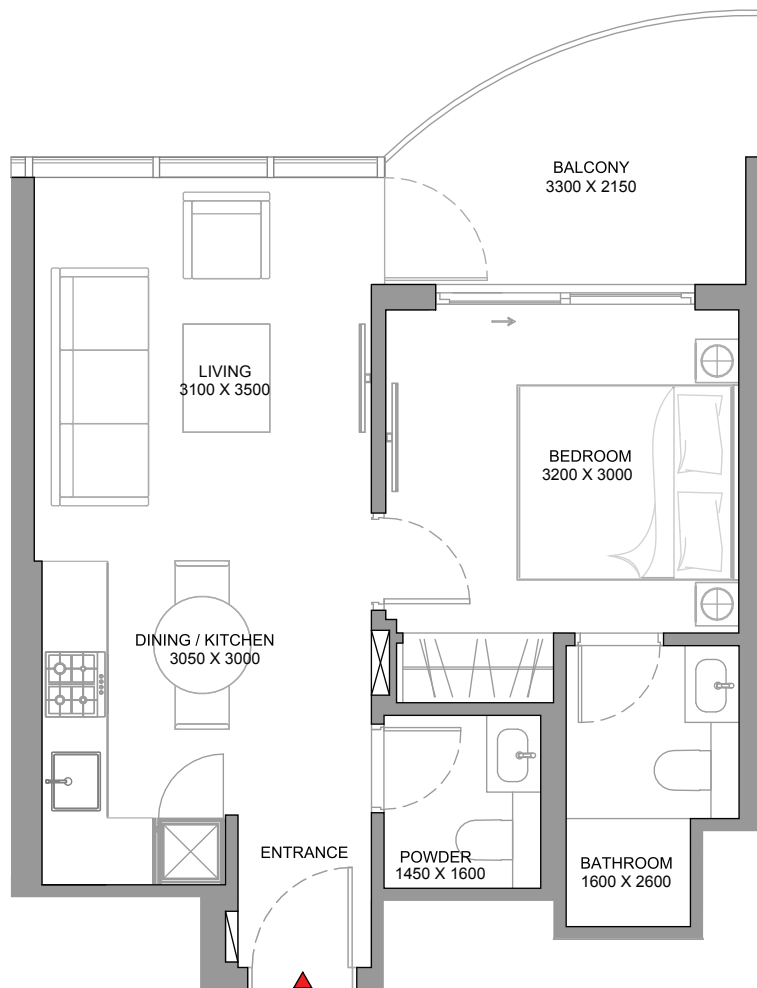 BALCONY
3300 X 2150
LIVING
3100 X 3500
BEDROOM
3200 X 3000
DINING / KITCHEN
3050 X 3000
ENTRANCE
POWDER
1450 X 1600
BATHROOM
1600 X 2600